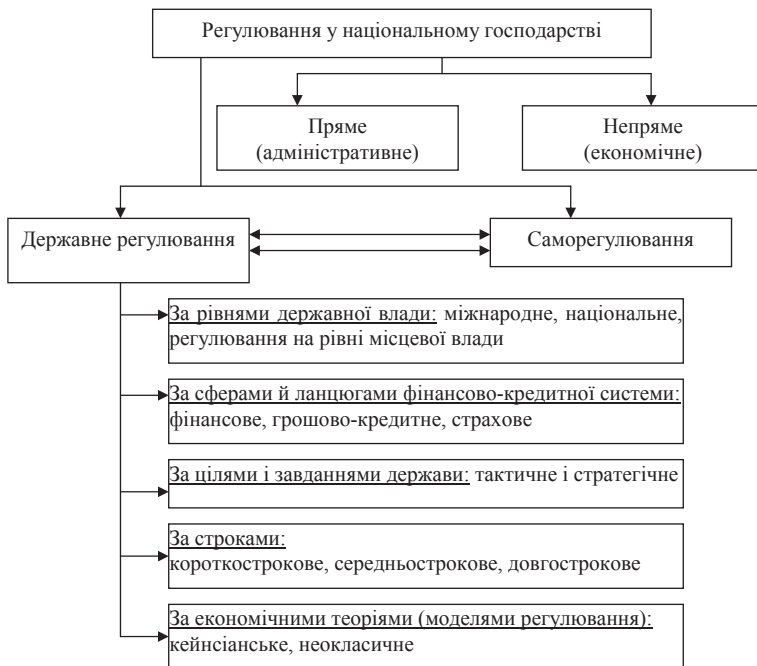 Регулювання у національному господарстві
Пряме
(адміністративне)
Непряме
(економічне)
Державне регулювання
Саморегулювання
За рівнями державної влади: міжнародне, національне,
регулювання на рівні місцевої влади
За сферами й ланцюгами фінансово-кредитної системи:
фінансове, грошово-кредитне, страхове
За цілями і завданнями держави: тактичне і стратегічне
За строками:
короткострокове, середньострокове, довгострокове
За економічними теоріями (моделями регулювання):
кейнсіанське, неокласичне